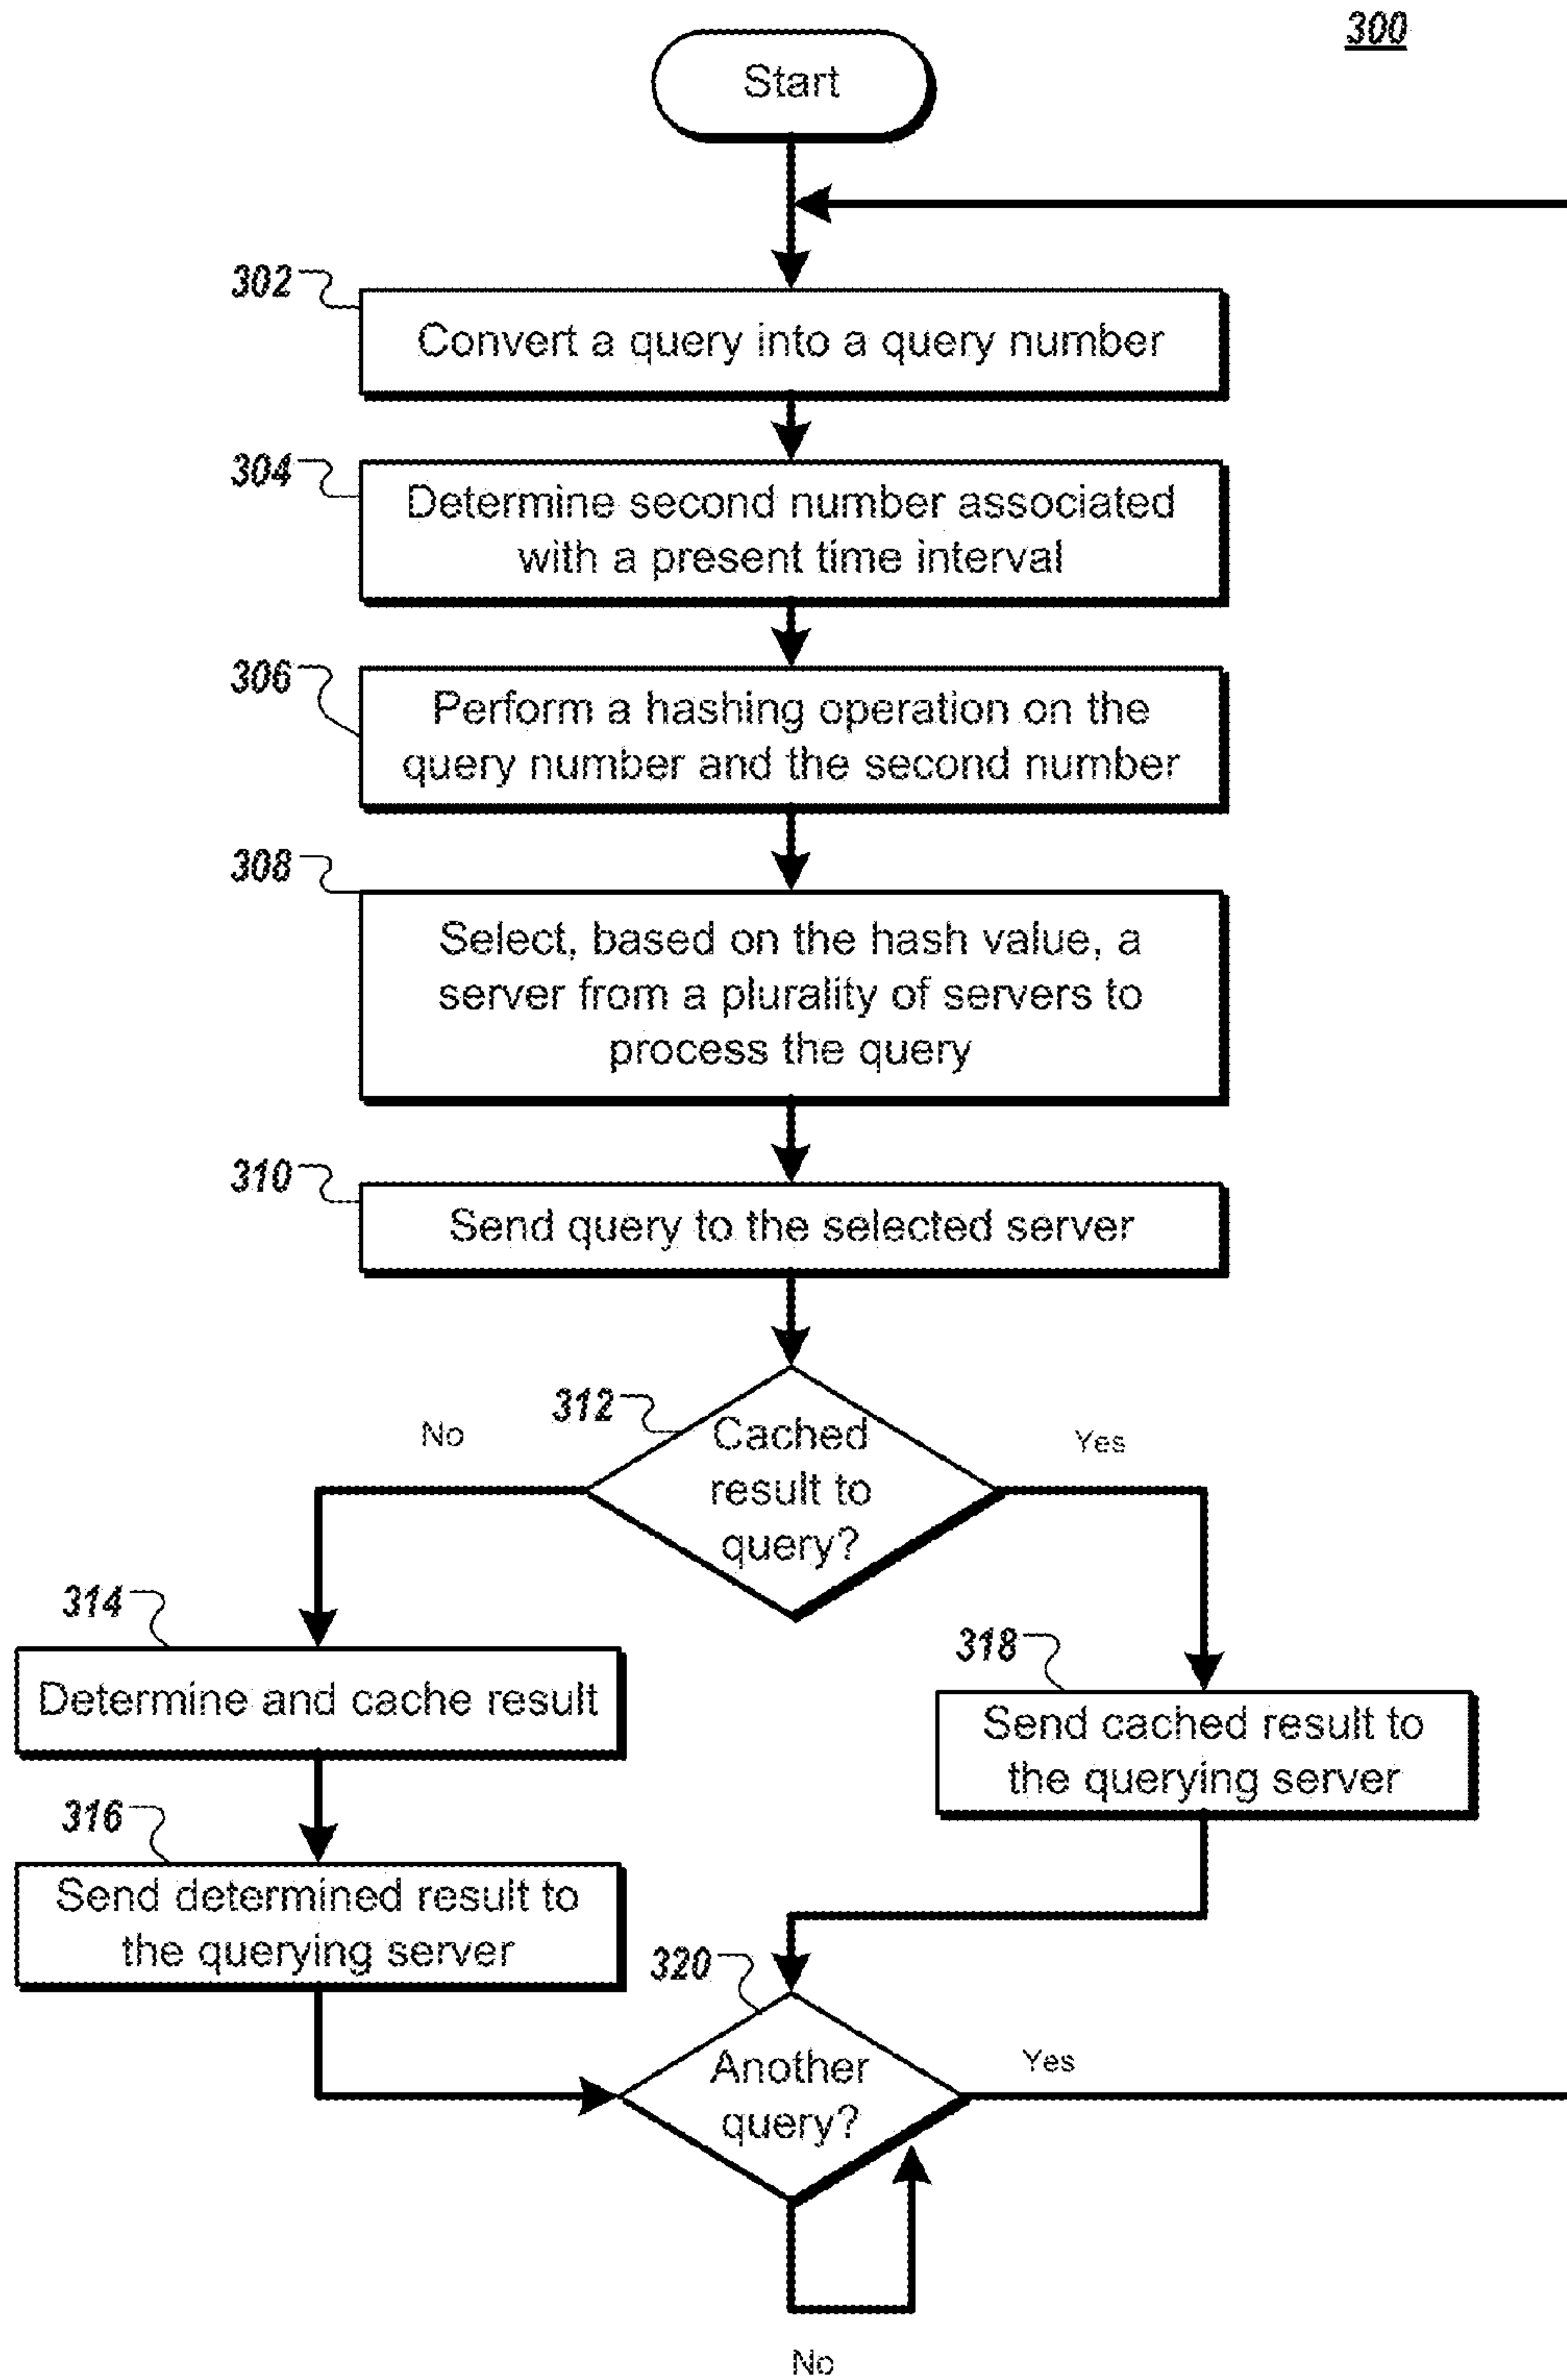 300
Start
302
Convert a query into a query number
304
Determine second number associated
with a present time interval
306
Perform a hashing operation on the
query number and the second number
308
Select, based on the hash value, a
server from a plurality of servers to
process the query
310
Send query to the selected server
312
No
Cached
result to
query?
Yes
314
Determine and cache result
318
Send cached result to
the querying server
316
Send determined result to
the querying server
320
Another
query?
Yes
No